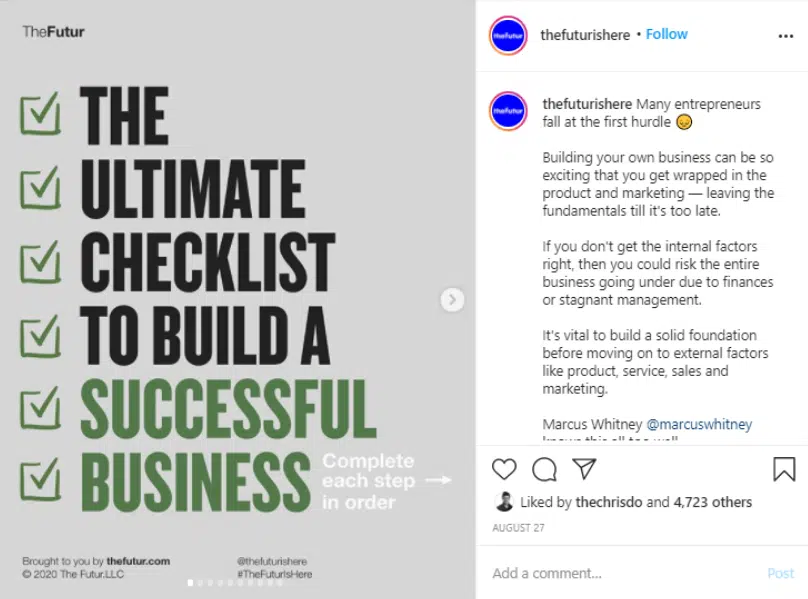 TheFutur
THE
ULTIMATE
CHECKLIST
TO BUILD A
SUCCESSFUL
BUSINESS
Complete
each step
in order
Brought to you by thefutur.com
© 2020 The Futur.LLC
@thefuturishere
#TheFuturIsHere
theFutur
thefuturishere • Follow
theFutur
thefuturishere Many entrepreneurs
fall at the first hurdle 😞
Building your own business can be so
exciting that you get wrapped in the
product and marketing — leaving the
fundamentals till it's too late.
If you don't get the internal factors
right, then you could risk the entire
business going under due to finances
or stagnant management.
It's vital to build a solid foundation
before moving on to external factors
like product, service, sales and
marketing.
Marcus Whitney @marcuswhitney
Liked by thechrisdo and 4,723 others
AUGUST 27
Add a comment...
Post